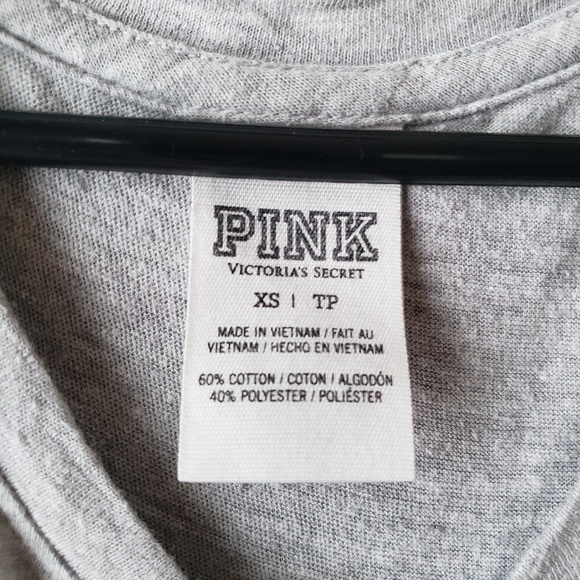 PINK
VICTORIA'S SECRET
XS | TP
MADE IN VIETNAM / FAIT AU
VIETNAM / HECHO EN VIETNAM
60% COTTON / COTON / ALGODÓN
40% POLYESTER / POLIÉSTER